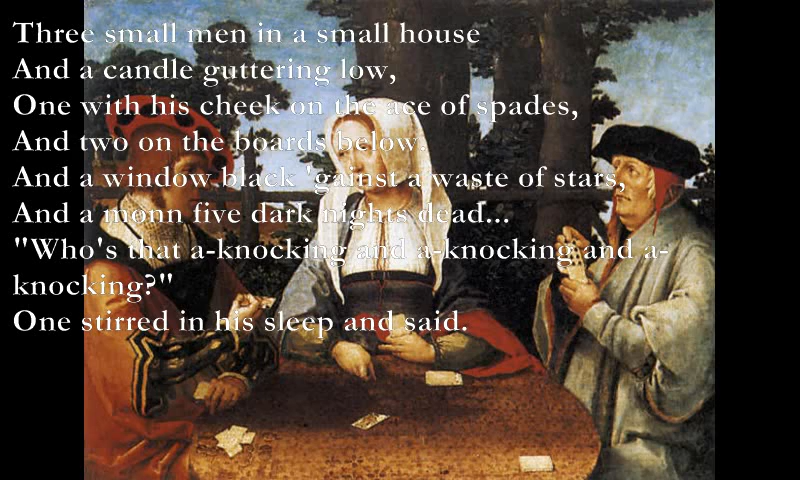 Three small men in a small house
And a candle guttering low,
One with his cheek on the ace of spades,
And two on the boards below.
And a window black 'gainst a waste of stars,
And a monn five dark nights dead...
"Who's that a-knocking and a-knocking and a-
knocking?"
One stirred in his sleep and said.